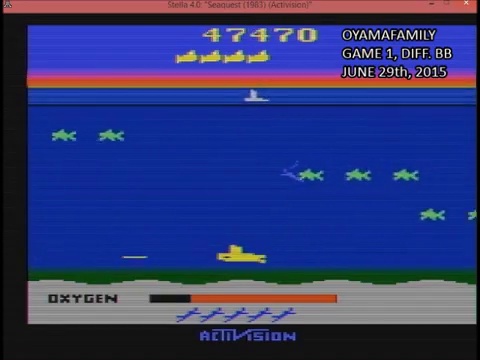 Stella 4.0: "Seaquest (1983) (Activision)"
47470
OYAMAFAMILY
GAME 1, DIFF. BB
JUNE 29th, 2015
OXYGEN
ACTIVISION